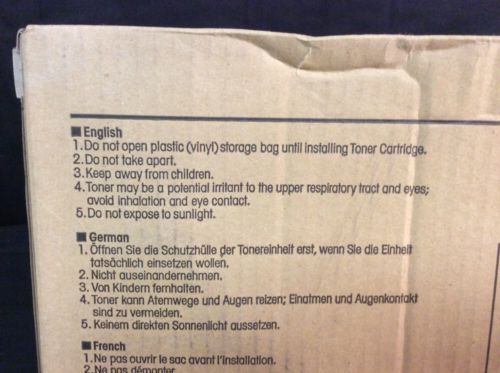 ■ English
1. Do not open plastic (vinyl) storage bag until installing Toner Cartridge.
2. Do not take apart.
3. Keep away from children.
4. Toner may be a potential irritant to the upper respiratory tract and eyes;
avoid inhalation and eye contact.
5. Do not expose to sunlight.
■ German
1. Öffnen Sie die Schutzhülle der Tonereinheit erst, wenn Sie die Einheit
tatsächlich einsetzen wollen.
2. Nicht auseinandernehmen.
3. Von Kindern fernhalten.
4. Toner kann Atemwege und Augen reizen; Einatmen und Augenkontakt
sind zu vermeiden.
5. Keinem direkten Sonnenlicht aussetzen.
■ French
1. Ne pas ouvrir le sac avant l'installation.
2. Ne pas démonter